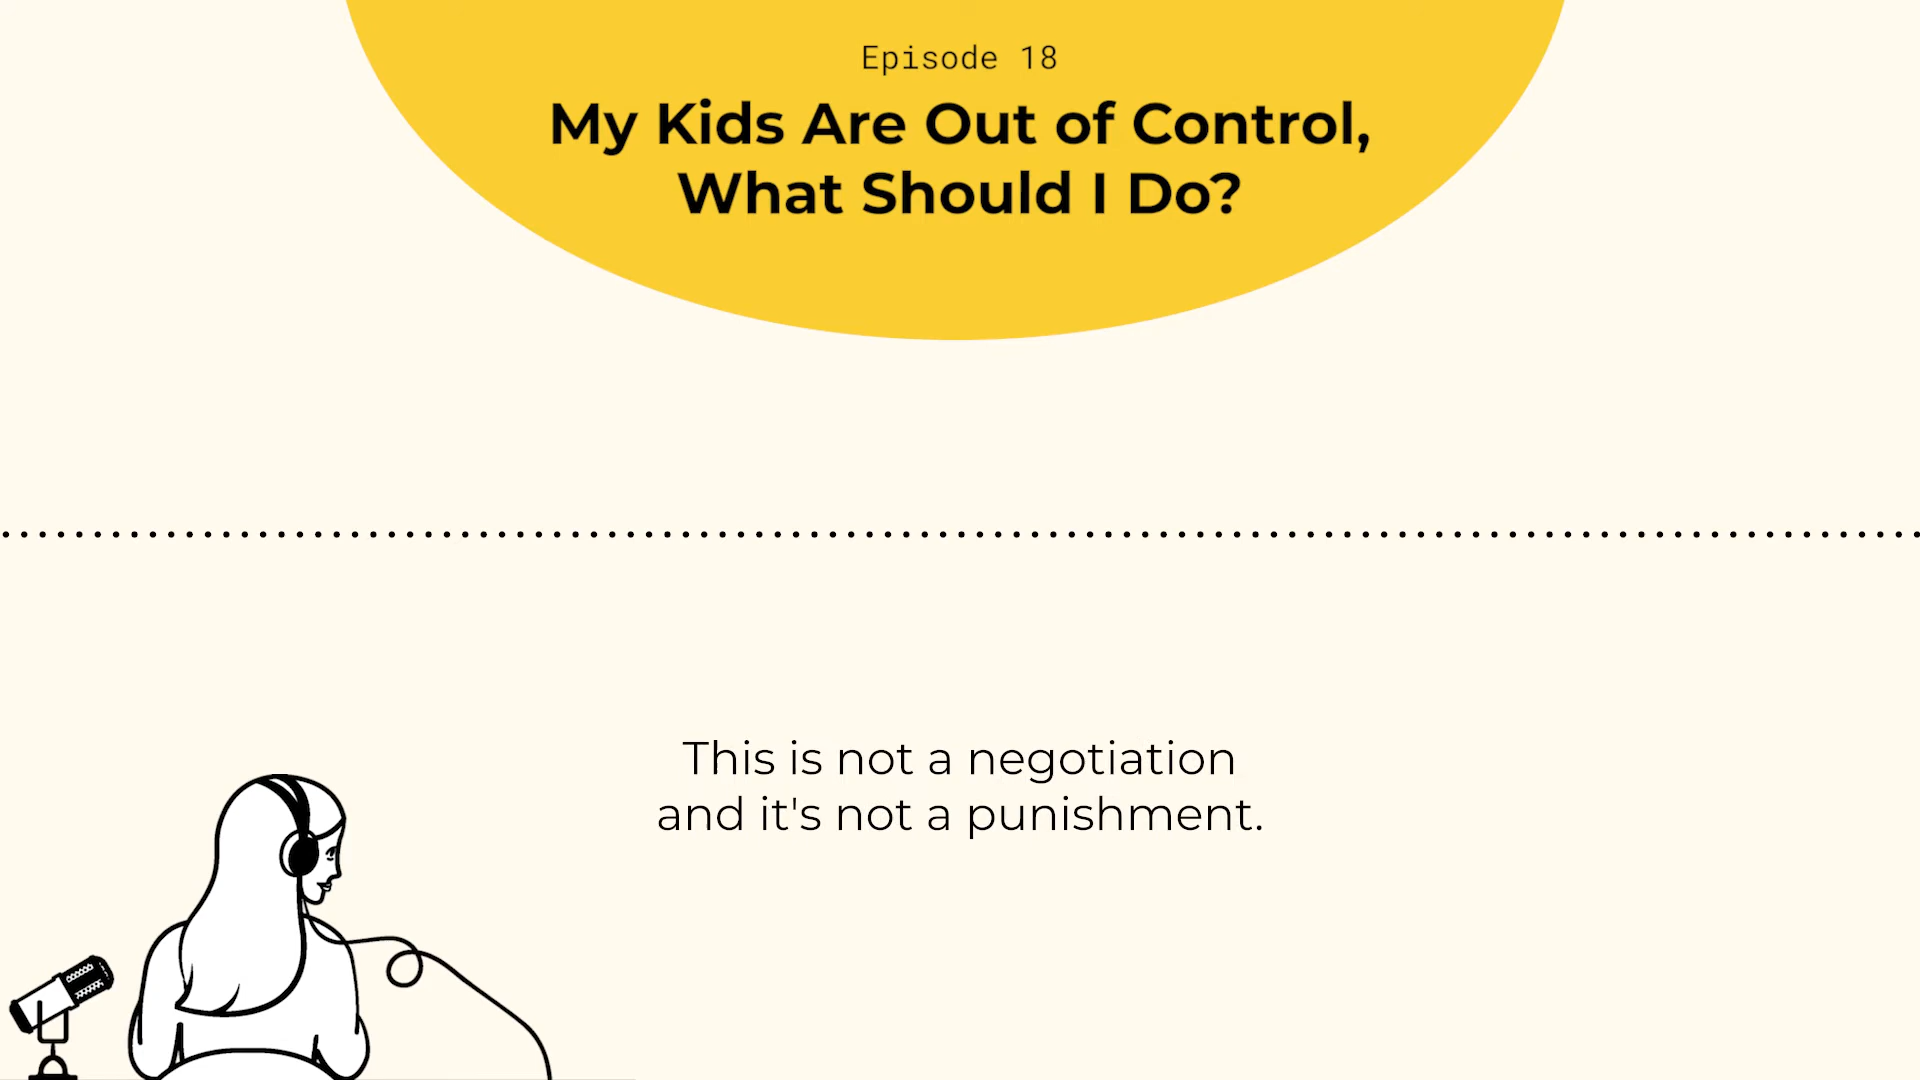 Episode 18
My Kids Are Out of Control,
What Should I Do?
This is not a negotiation
and it's not a punishment.